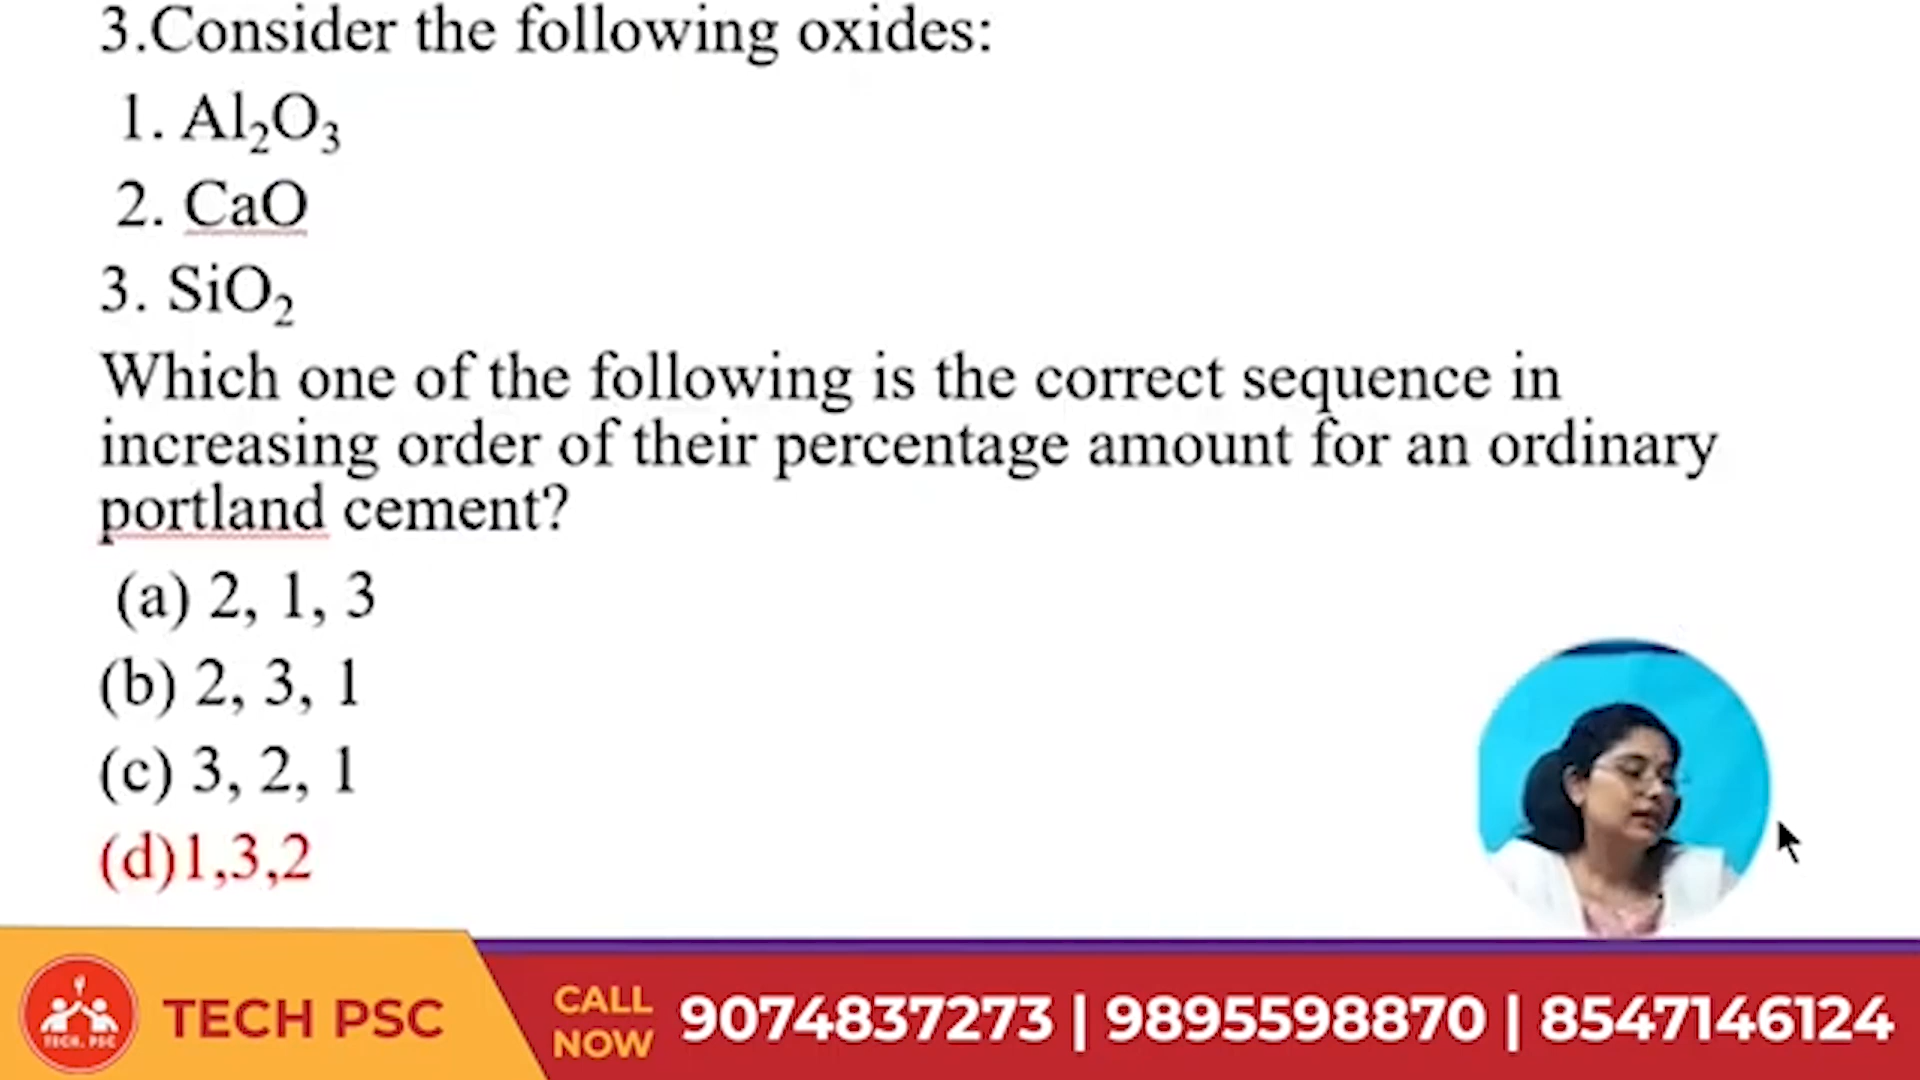 3.Consider the following oxides:
1. Al₂O₃
2. CaO
3. SiO₂
Which one of the following is the correct sequence in
increasing order of their percentage amount for an ordinary
portland cement?
(a) 2, 1, 3
(b) 2, 3, 1
(c) 3, 2, 1
(d)1,3,2
TECH. PSC
TECH PSC
CALL
NOW
9074837273 | 9895598870 | 8547146124